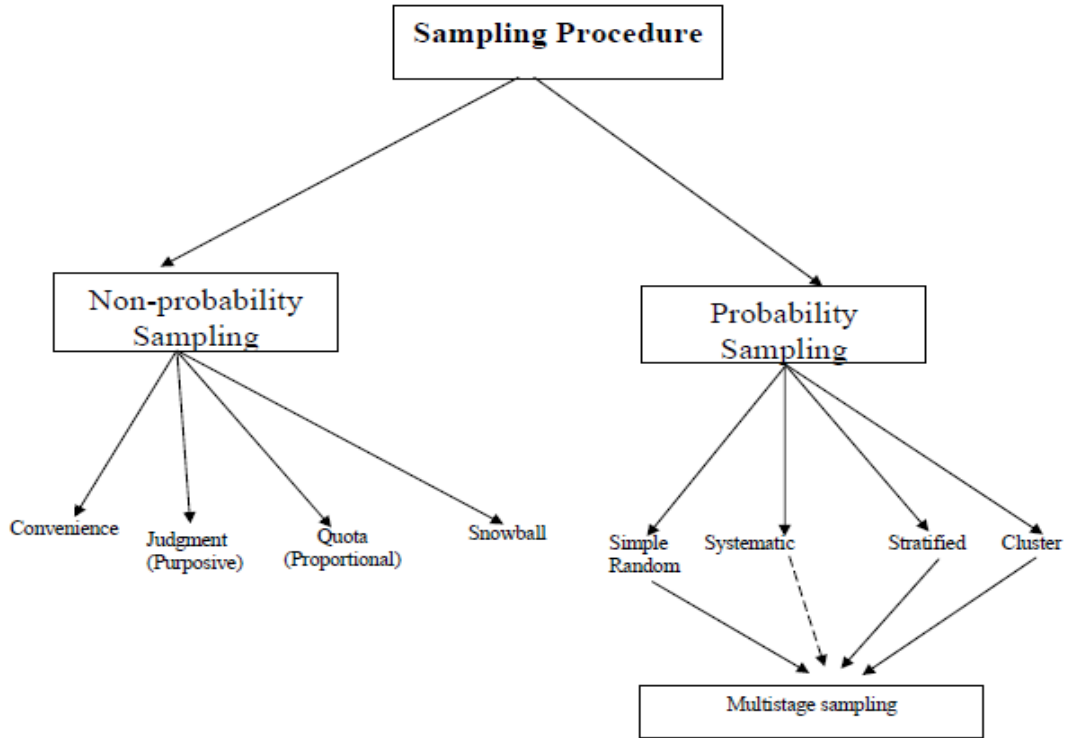 Sampling Procedure
Non-probability
Sampling
Probability
Sampling
Convenience
Judgment
(Purposive)
Quota
(Proportional)
Snowball
Simple
Random
Systematic
Stratified
Cluster
Multistage sampling